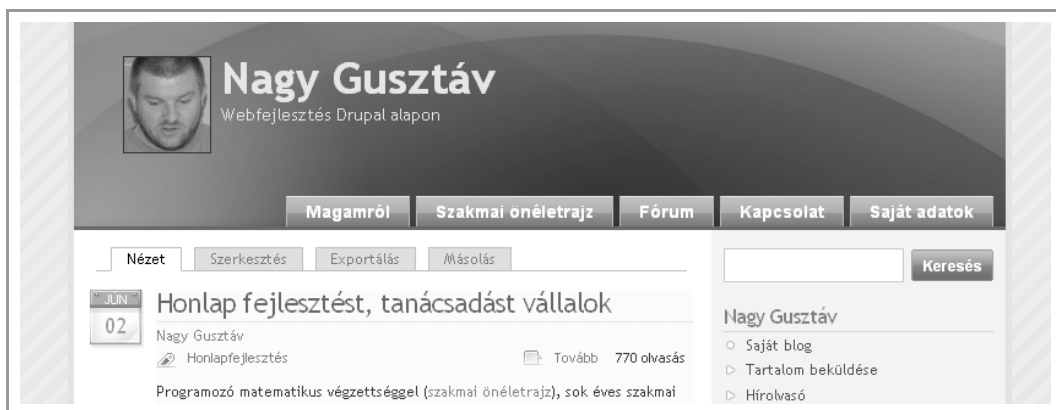 Nagy Gusztáv
Webfejlesztés Drupal alapon
Magamról Szakmai önéletrajz Fórum Kapcsolat Saját adatok
Nézet Szerkesztés Exportálás Másolás
Keresés
JÚN
02
Honlap fejlesztést, tanácsadást vállalok
Nagy Gusztáv
Honlapfejlesztés Tovább 770 olvasás
Programozó matematikus végzettséggel (szakmai önéletrajz), sok éves szakmai
Nagy Gusztáv
Saját blog
Tartalom beküldése
Hírolvasó